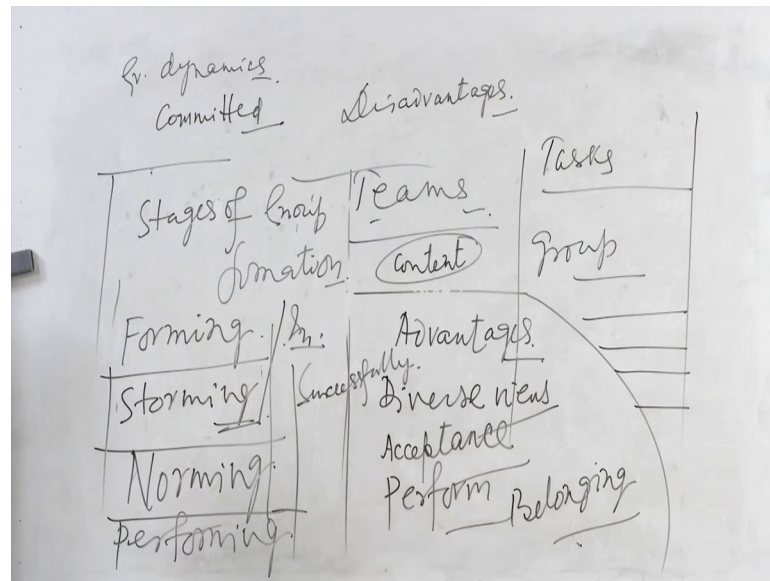 Gr. dynamics.
Committed
Disadvantages.
Stages of Group
formation.
Forming.
Storming
Norming.
Performing.
Successfully.
Teams.
Content
Advantages.
Diverse views
Acceptance
Perform
Belonging
Tasks
Group